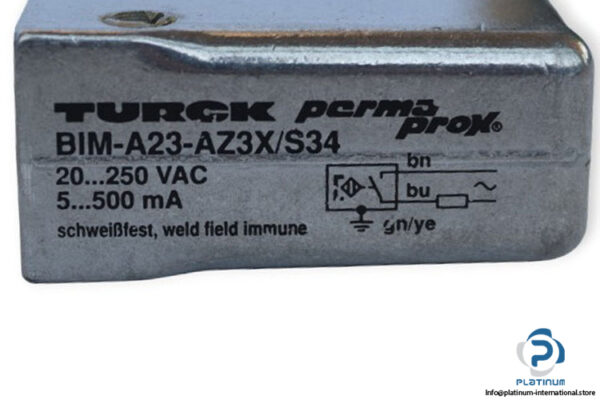 TURCK perma prox®
BIM-A23-AZ3X/S34
20...250 VAC
5...500 mA
schweißfest, weld field immune
bn
bu
gn/ye
PLATINUM
Info@platinum-international.store